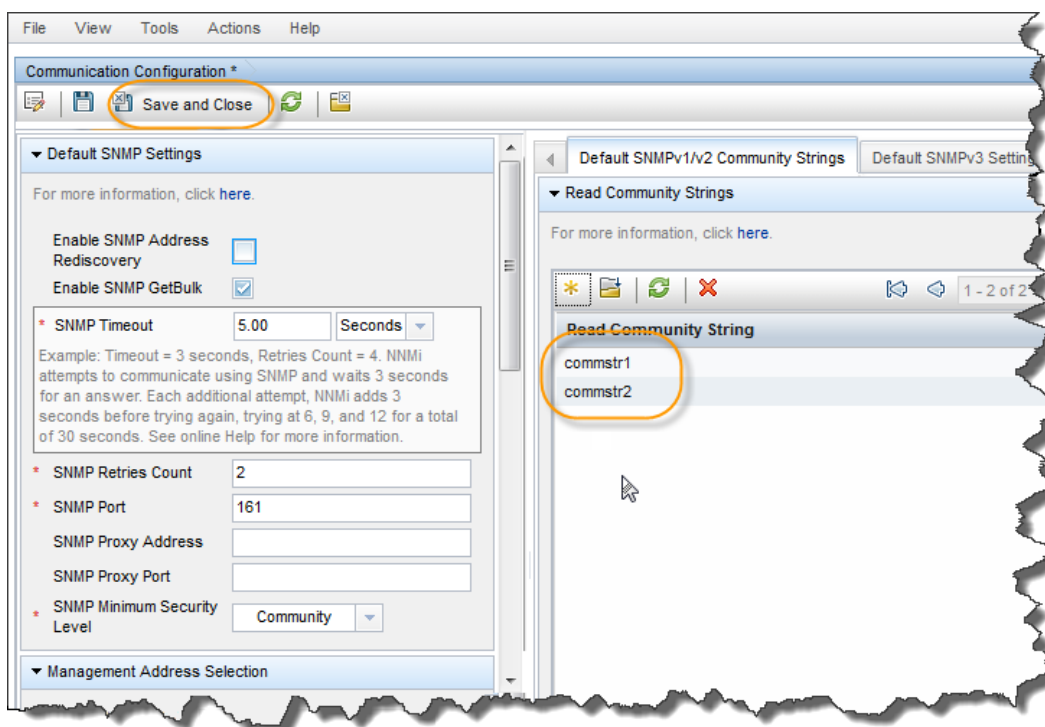 File View Tools Actions Help
Communication Configuration *
Save and Close
Default SNMP Settings
For more information, click here.
Enable SNMP Address
Rediscovery
Enable SNMP GetBulk
* SNMP Timeout 5.00 Seconds
Example: Timeout = 3 seconds, Retries Count = 4. NNMi
attempts to communicate using SNMP and waits 3 seconds
for an answer. Each additional attempt, NNMi adds 3
seconds before trying again, trying at 6, 9, and 12 for a total
of 30 seconds. See online Help for more information.
* SNMP Retries Count 2
* SNMP Port 161
SNMP Proxy Address
SNMP Proxy Port
* SNMP Minimum Security
Level Community
Management Address Selection
Default SNMPv1/v2 Community Strings Default SNMPv3
Read Community Strings
For more information, click here.
1 - 2 of 2
Read Community String
commstr1
commstr2